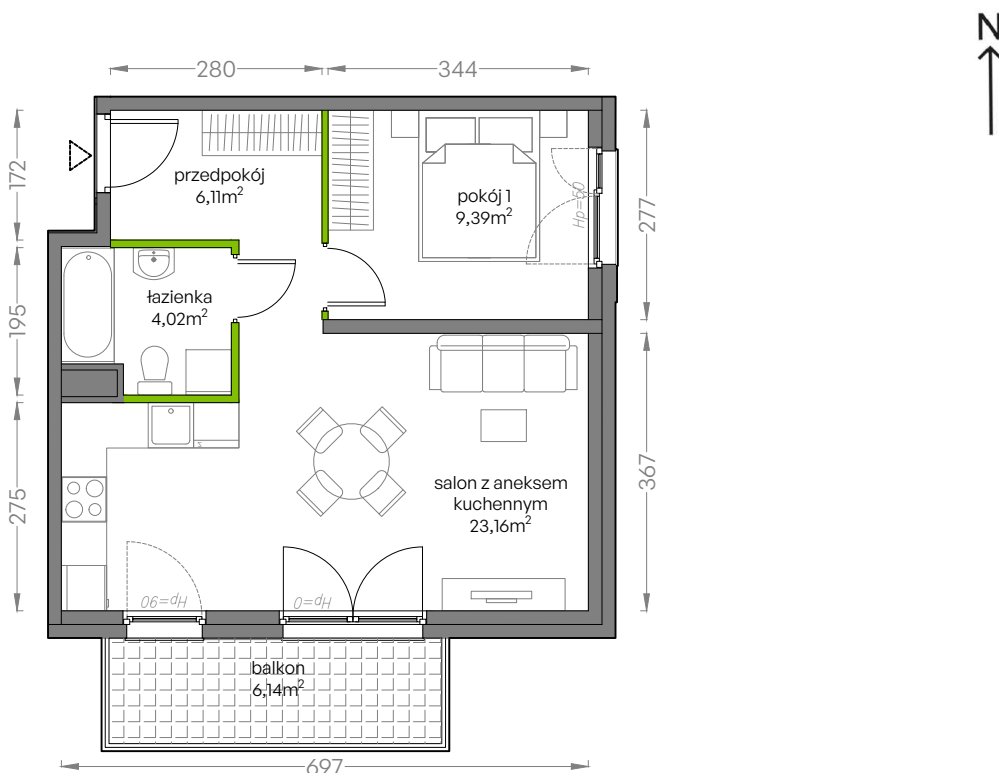 N
280
344
172
przedpokój
6,11m²
pokój 1
9,39m²
Hp=50
277
łazienka
4,02m²
195
275
salon z aneksem
kuchennym
23,16m²
367
Hp=90
Hp=0
balkon
6,14m²
697